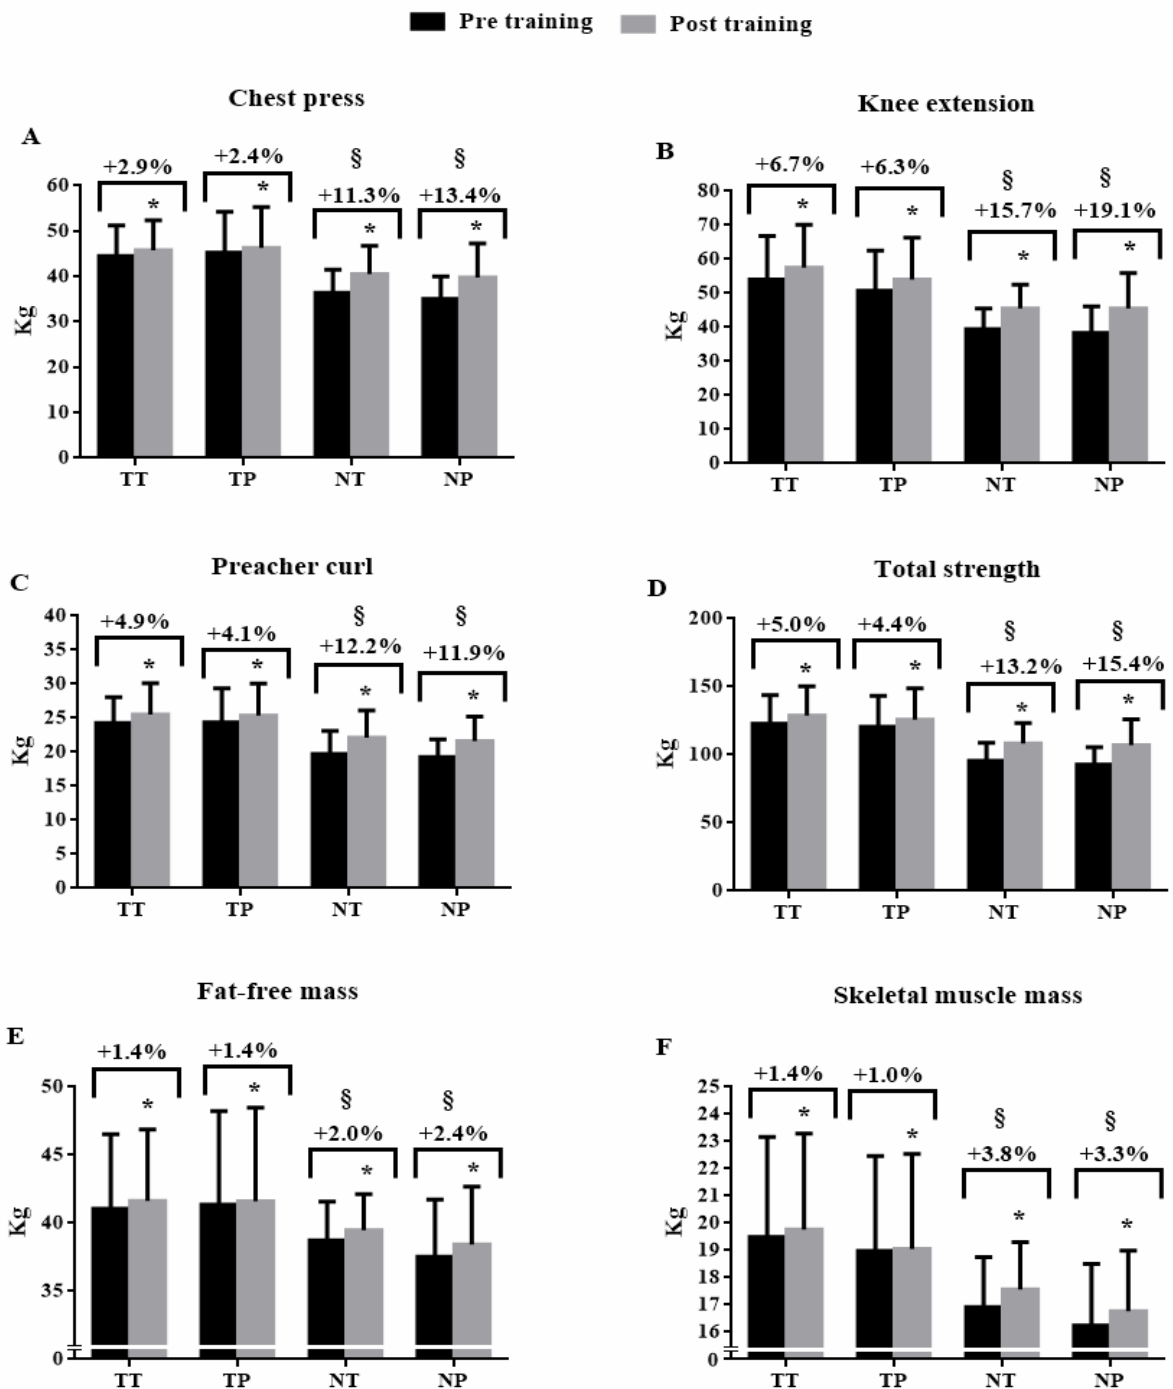 Pre training Post training
Chest press
A
+2.9% +2.4% § §
+11.3% +13.4%
* * * *
60
50
40
30
20
10
0
Kg
TT TP NT NP
Knee extension
B
+6.7% +6.3% § §
+15.7% +19.1%
* * * *
80
70
60
50
40
30
20
10
0
Kg
TT TP NT NP
Preacher curl
C
+4.9% +4.1% § §
+12.2% +11.9%
* * * *
40
35
30
25
20
15
10
5
0
Kg
TT TP NT NP
Total strength
D
+5.0% +4.4% § §
+13.2% +15.4%
* * * *
200
150
100
50
0
Kg
TT TP NT NP
Fat-free mass
E
+1.4% +1.4% § §
+2.0% +2.4%
* * * *
50
45
40
35
0
Kg
TT TP NT NP
Skeletal muscle mass
F
+1.4% +1.0% § §
+3.8% +3.3%
* * * *
25
24
23
22
21
20
19
18
17
16
0
Kg
TT TP NT NP